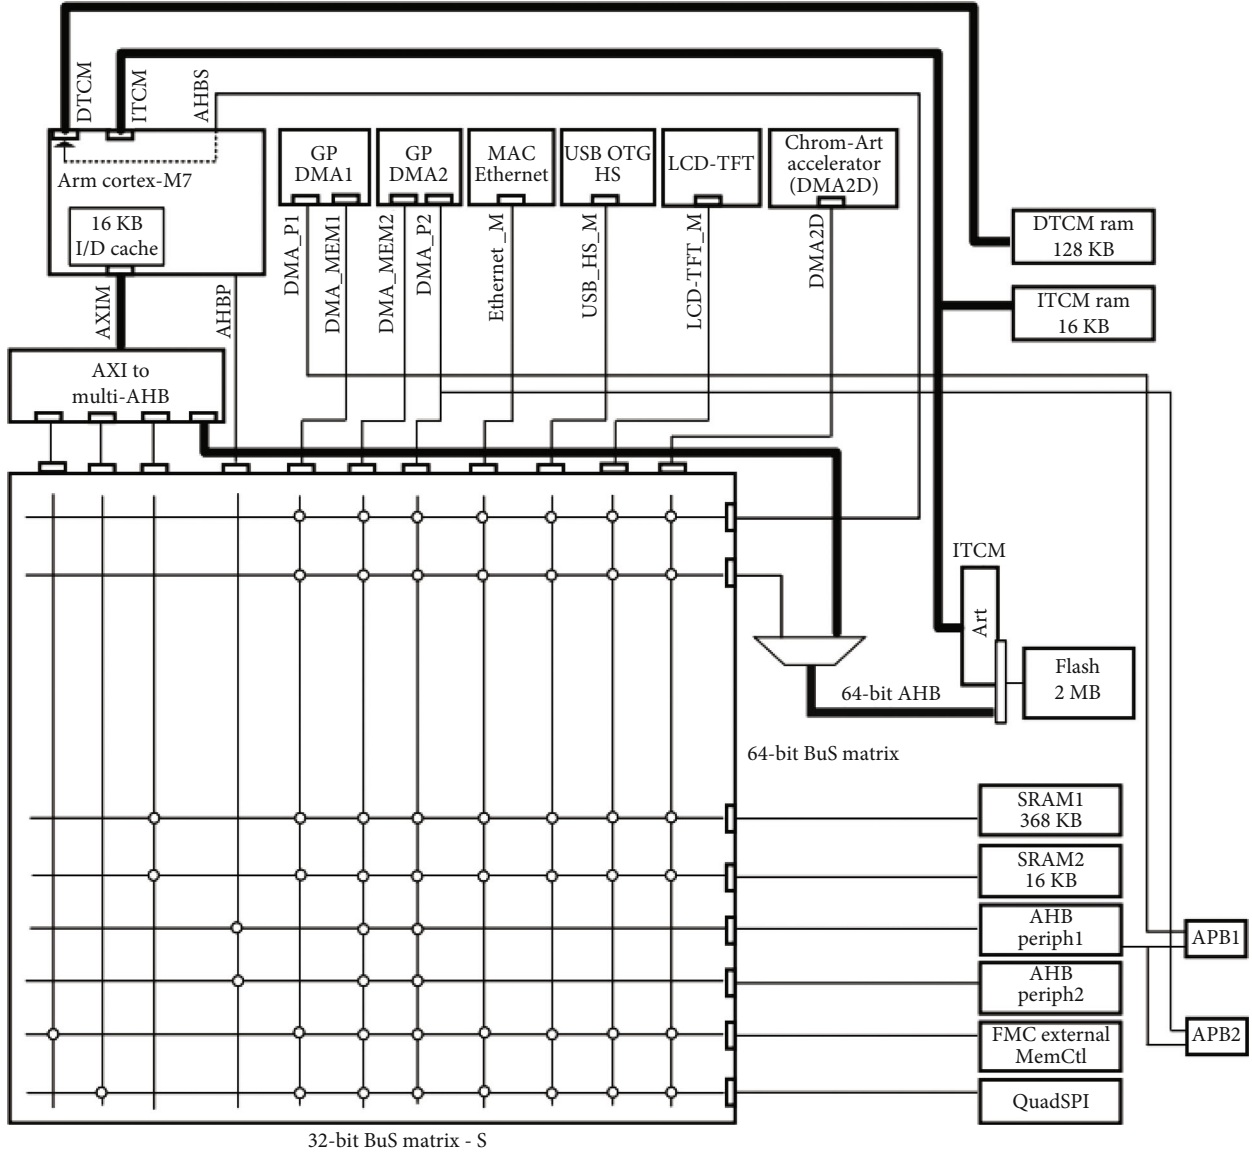 DTCM
ITCM
AHBS
Arm cortex-M7
16 KB
I/D cache
AXIM
AHBP
GP
DMA1
GP
DMA2
MAC
Ethernet
USB OTG
HS
LCD-TFT
Chrom-Art
accelerator
(DMA2D)
DMA_P1
DMA_MEM1
DMA_MEM2
DMA_P2
Ethernet _M
USB_HS_M
LCD-TFT_M
DMA2D
DTCM ram
128 KB
ITCM ram
16 KB
AXI to
multi-AHB
ITCM
Art
Flash
2 MB
64-bit AHB
64-bit BuS matrix
SRAM1
368 KB
SRAM2
16 KB
AHB
periph1
APB1
AHB
periph2
FMC external
MemCtl
APB2
QuadSPI
32-bit BuS matrix - S